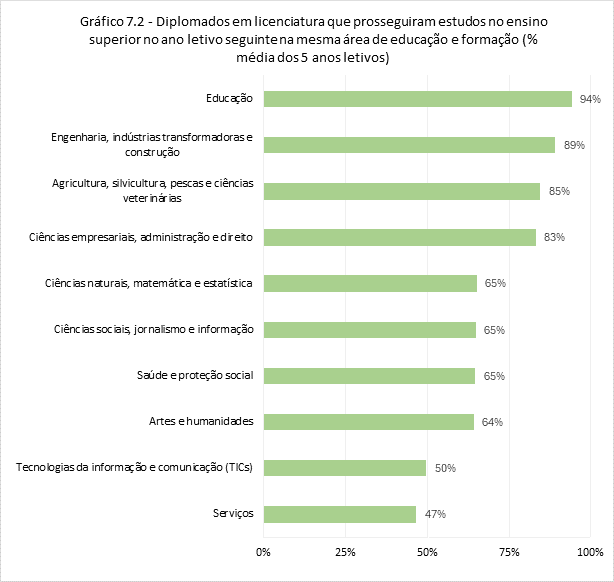 Gráfico 7.2 - Diplomados em licenciatura que prosseguiram estudos no ensino
superior no ano letivo seguinte na mesma área de educação e formação (%
média dos 5 anos letivos)
Educação
94%
Engenharia, indústrias transformadoras e
construção
89%
Agricultura, silvicultura, pescas e ciências
veterinárias
85%
Ciências empresariais, administração e direito
83%
Ciências naturais, matemática e estatística
65%
Ciências sociais, jornalismo e informação
65%
Saúde e proteção social
65%
Artes e humanidades
64%
Tecnologias da informação e comunicação (TICs)
50%
Serviços
47%
0%
25%
50%
75%
100%